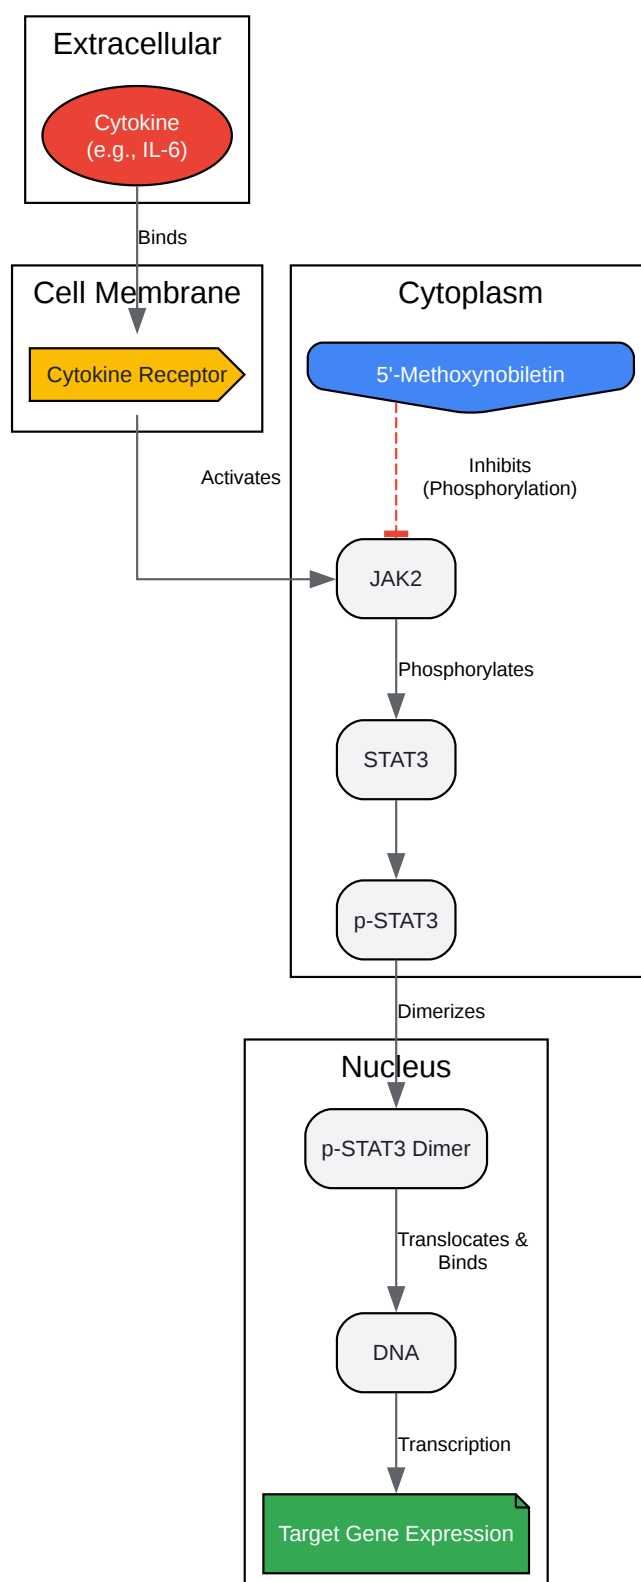 Extracellular
Cytokine
(e.g., IL-6)
Binds
Cell Membrane
Cytokine Receptor
Activates
Cytoplasm
5'-Methoxynobiletin
Inhibits
(Phosphorylation)
JAK2
Phosphorylates
STAT3
p-STAT3
Dimerizes
Nucleus
p-STAT3 Dimer
Translocates &
Binds
DNA
Transcription
Target Gene Expression